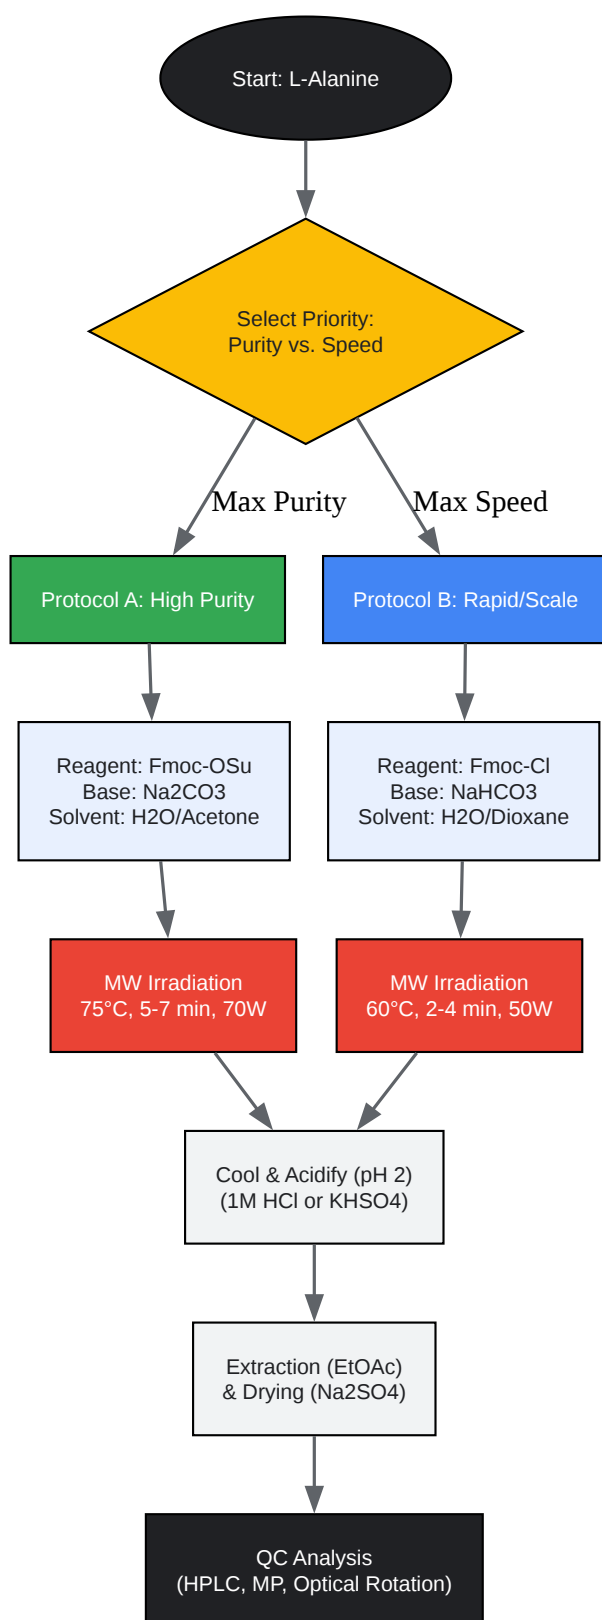 Start: L-Alanine
Select Priority:
Purity vs. Speed
Max Purity
Max Speed
Protocol A: High Purity
Protocol B: Rapid/Scale
Reagent: Fmoc-OSu
Base: Na2CO3
Solvent: H2O/Acetone
Reagent: Fmoc-Cl
Base: NaHCO3
Solvent: H2O/Dioxane
MW Irradiation
75°C, 5-7 min, 70W
MW Irradiation
60°C, 2-4 min, 50W
Cool & Acidify (pH 2)
(1M HCl or KHSO4)
Extraction (EtOAc)
& Drying (Na2SO4)
QC Analysis
(HPLC, MP, Optical Rotation)